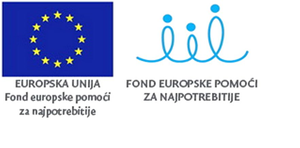 EUROPSKA UNIJA
Fond europske pomoći
za najpotrebitije
FOND EUROPSKE POMOĆI
ZA NAJPOTREBITIJE